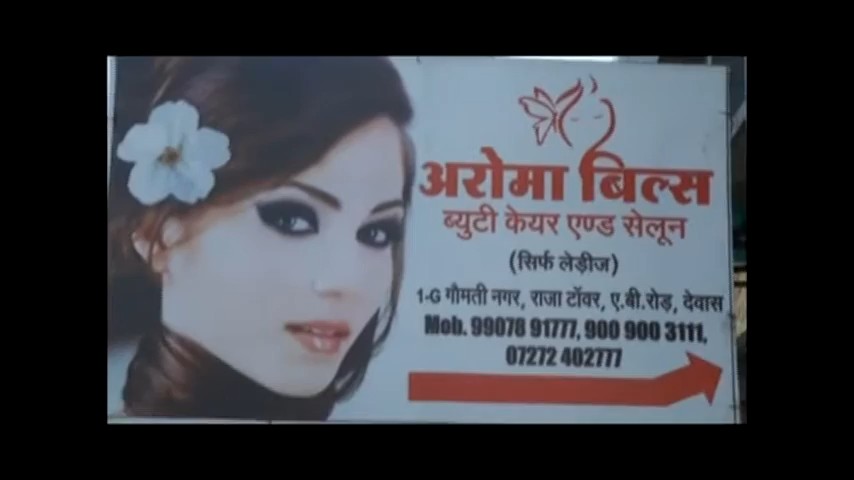 अरोमा बिल्स
ब्युटी केयर एण्ड सेलून
(सिर्फ लेड़ीज)
1-G गौमती नगर, राजा टॉवर, ए.बी.रोड़, देवास
Mob. 99078 91777, 900 900 3111,
07272 402777